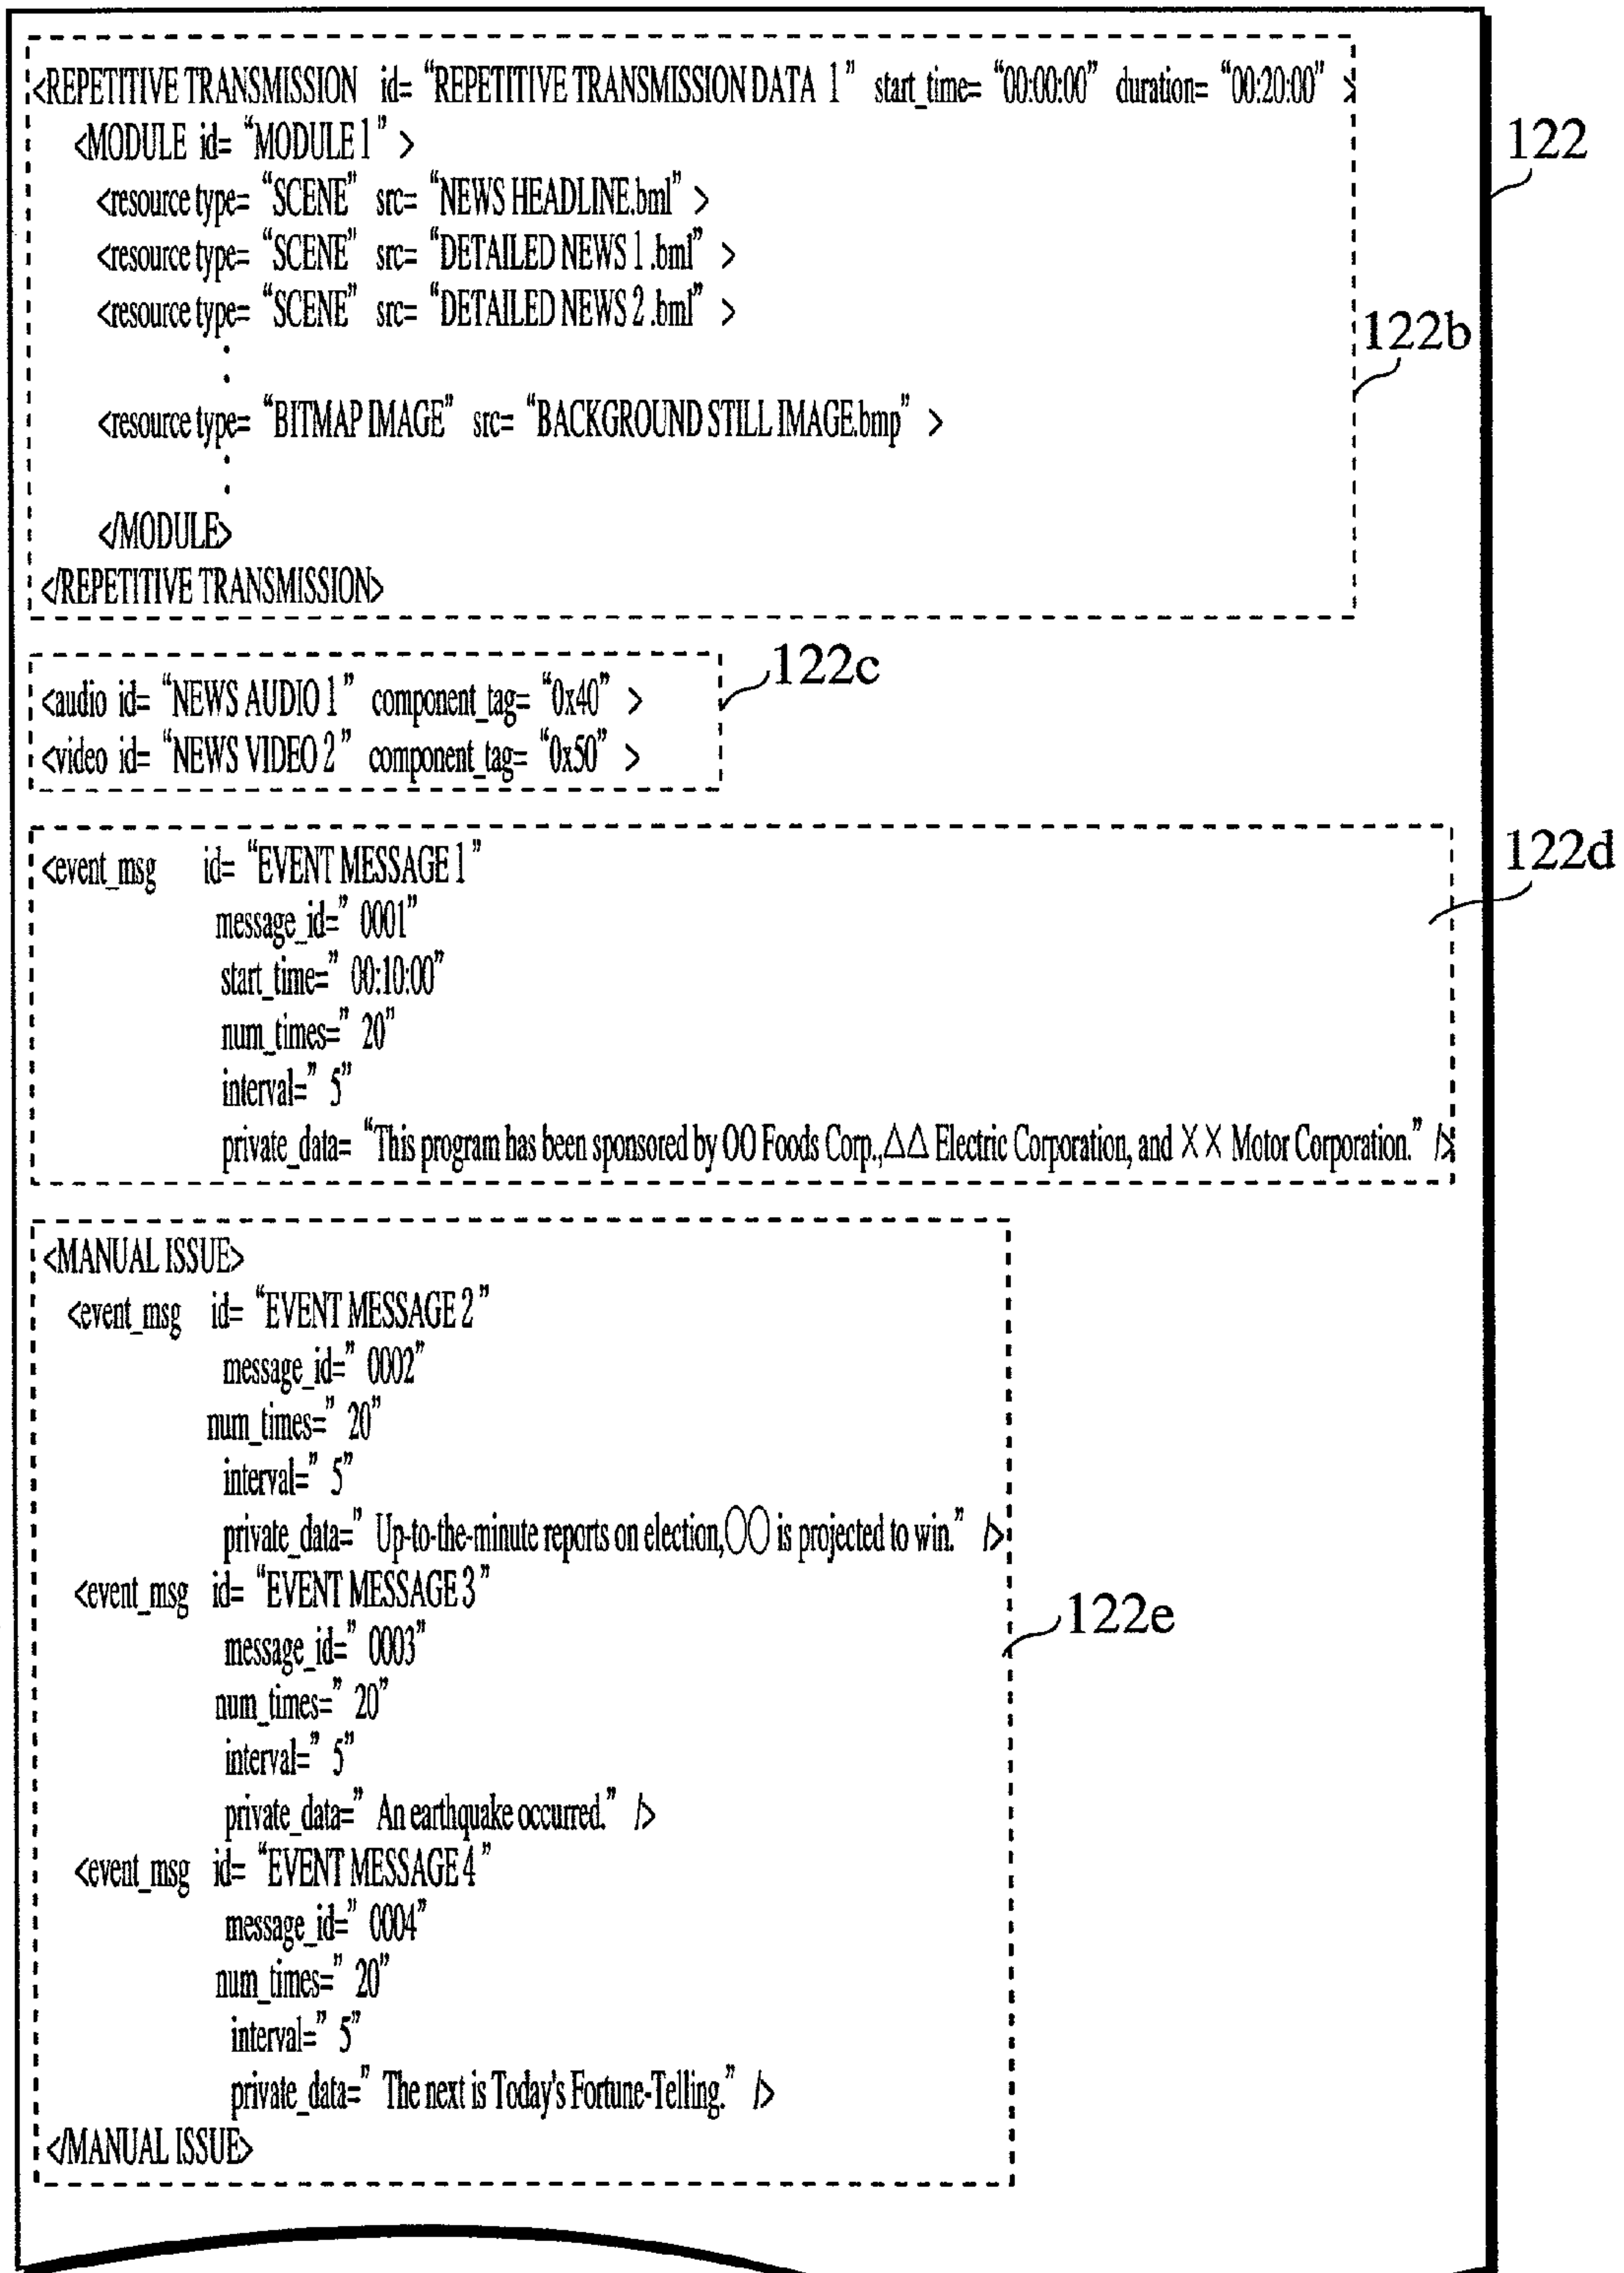 <REPETITIVE TRANSMISSION id= “REPETITIVE TRANSMISSION DATA 1” start_time= “00:00:00” duration= “00:20:00” >
<MODULE id= “MODULE 1” >
<resource type= “SCENE” src= “NEWS HEADLINE.bml” >
<resource type= “SCENE” src= “DETAILED NEWS 1 .bml” >
<resource type= “SCENE” src= “DETAILED NEWS 2 .bml” >
.
.
<resource type= “BITMAP IMAGE” src= “BACKGROUND STILL IMAGE.bmp” >
.
.
</MODULE>
</REPETITIVE TRANSMISSION>
122
122b
<audio id= “NEWS AUDIO 1” component_tag= “0x40” >
<video id= “NEWS VIDEO 2” component_tag= “0x50” >
122c
<event_msg id= “EVENT MESSAGE 1”
message_id=” 0001”
start_time=” 00:10:00”
num_times=” 20”
interval=” 5”
private_data= “This program has been sponsored by OO Foods Corp.,△△ Electric Corporation, and ×× Motor Corporation.” />
122d
<MANUAL ISSUE>
<event_msg id= “EVENT MESSAGE 2”
message_id=” 0002”
num_times=” 20”
interval=” 5”
private_data=” Up-to-the-minute reports on election,○○ is projected to win.” />
<event_msg id= “EVENT MESSAGE 3”
message_id=” 0003”
num_times=” 20”
interval=” 5”
private_data=” An earthquake occurred.” />
<event_msg id= “EVENT MESSAGE 4”
message_id=” 0004”
num_times=” 20”
interval=” 5”
private_data=” The next is Today's Fortune-Telling.” />
</MANUAL ISSUE>
122e